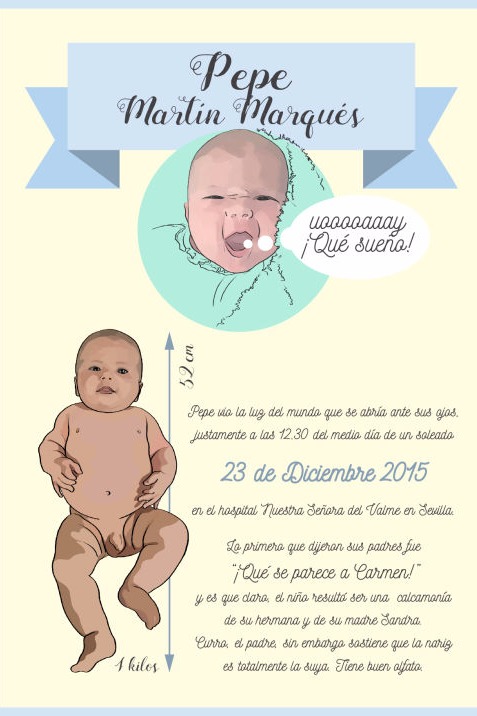 Pepe
Martín Marqués
uooooaaay
¡Qué sueño!
52 cm
Pepe vio la luz del mundo que se abría ante sus ojos,
justamente a las 12.30 del medio día de un soleado
23 de Diciembre 2015
en el hospital Nuestra Señora del Valme en Sevilla.
Lo primero que dijeron sus padres fue
"¡Qué se parece a Carmen!"
y es que claro, el niño resultó ser una calcamonía
de su hermana y de su madre Sandra.
Curro, el padre, sin embargo sostiene que la nariz
es totalmente la suya. Tiene buen olfato.
4 kilos